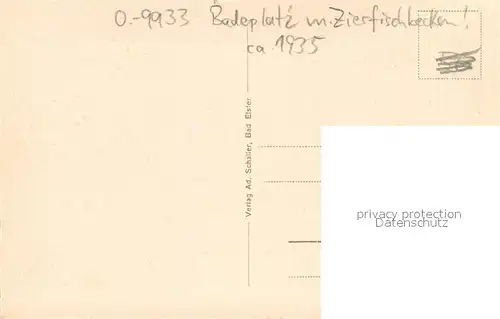 O.-9933 Badeplatz m. Zierfischbecken!
ca. 1935
Verlag Ad. Schaller, Bad Elster
privacy protection
Datenschutz